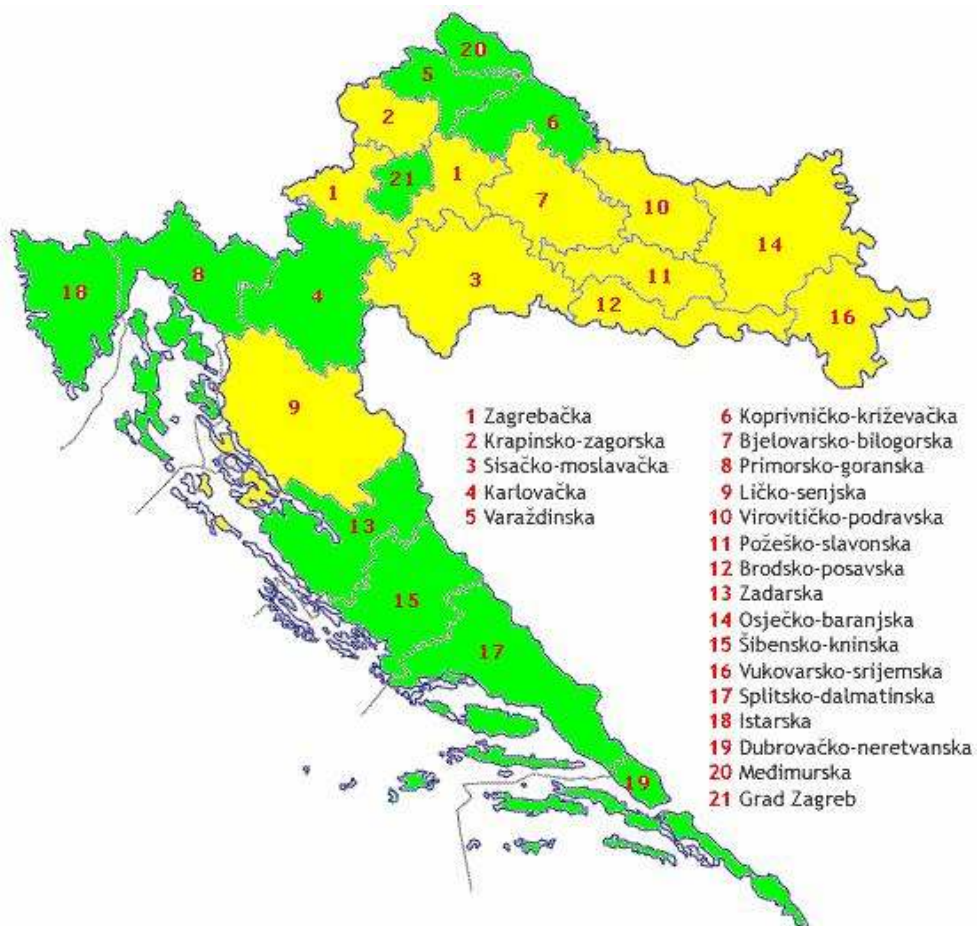 20
5
2
6
21
1
1
7
10
14
18
8
4
3
11
12
16
9
13
15
17
19
1 Zagrebačka
2 Krapinsko-zagorska
3 Sisačko-moslavačka
4 Karlovačka
5 Varaždinska
6 Koprivničko-križevačka
7 Bjelovarsko-bilogorska
8 Primorsko-goranska
9 Ličko-senjska
10 Virovitičko-podravska
11 Požeško-slavonska
12 Brodsko-posavska
13 Zadarska
14 Osječko-baranjska
15 Šibensko-kninska
16 Vukovarsko-srijemska
17 Splitsko-dalmatinska
18 Istarska
19 Dubrovačko-neretvanska
20 Međimurska
21 Grad Zagreb